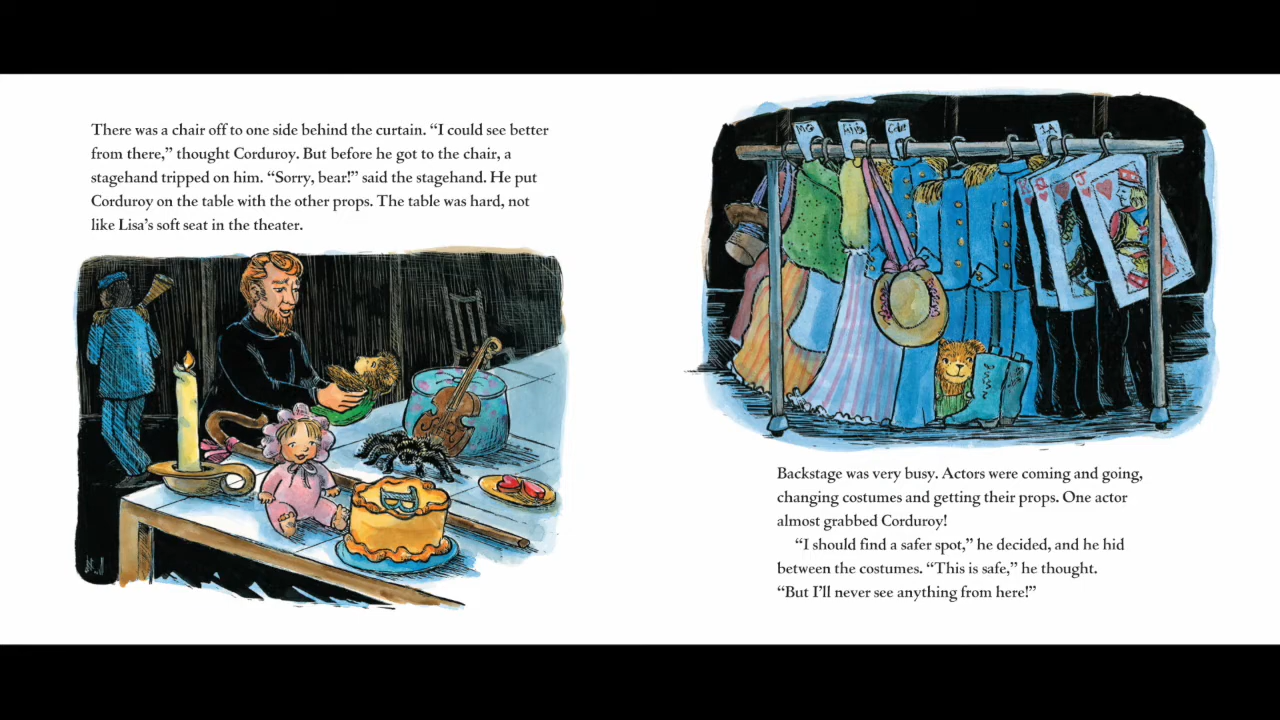 There was a chair off to one side behind the curtain. “I could see better
from there,” thought Corduroy. But before he got to the chair, a
stagehand tripped on him. “Sorry, bear!” said the stagehand. He put
Corduroy on the table with the other props. The table was hard, not
like Lisa’s soft seat in the theater.
B
MG
J
Q
J
Backstage was very busy. Actors were coming and going,
changing costumes and getting their props. One actor
almost grabbed Corduroy!
“I should find a safer spot,” he decided, and he hid
between the costumes. “This is safe,” he thought.
“But I’ll never see anything from here!”